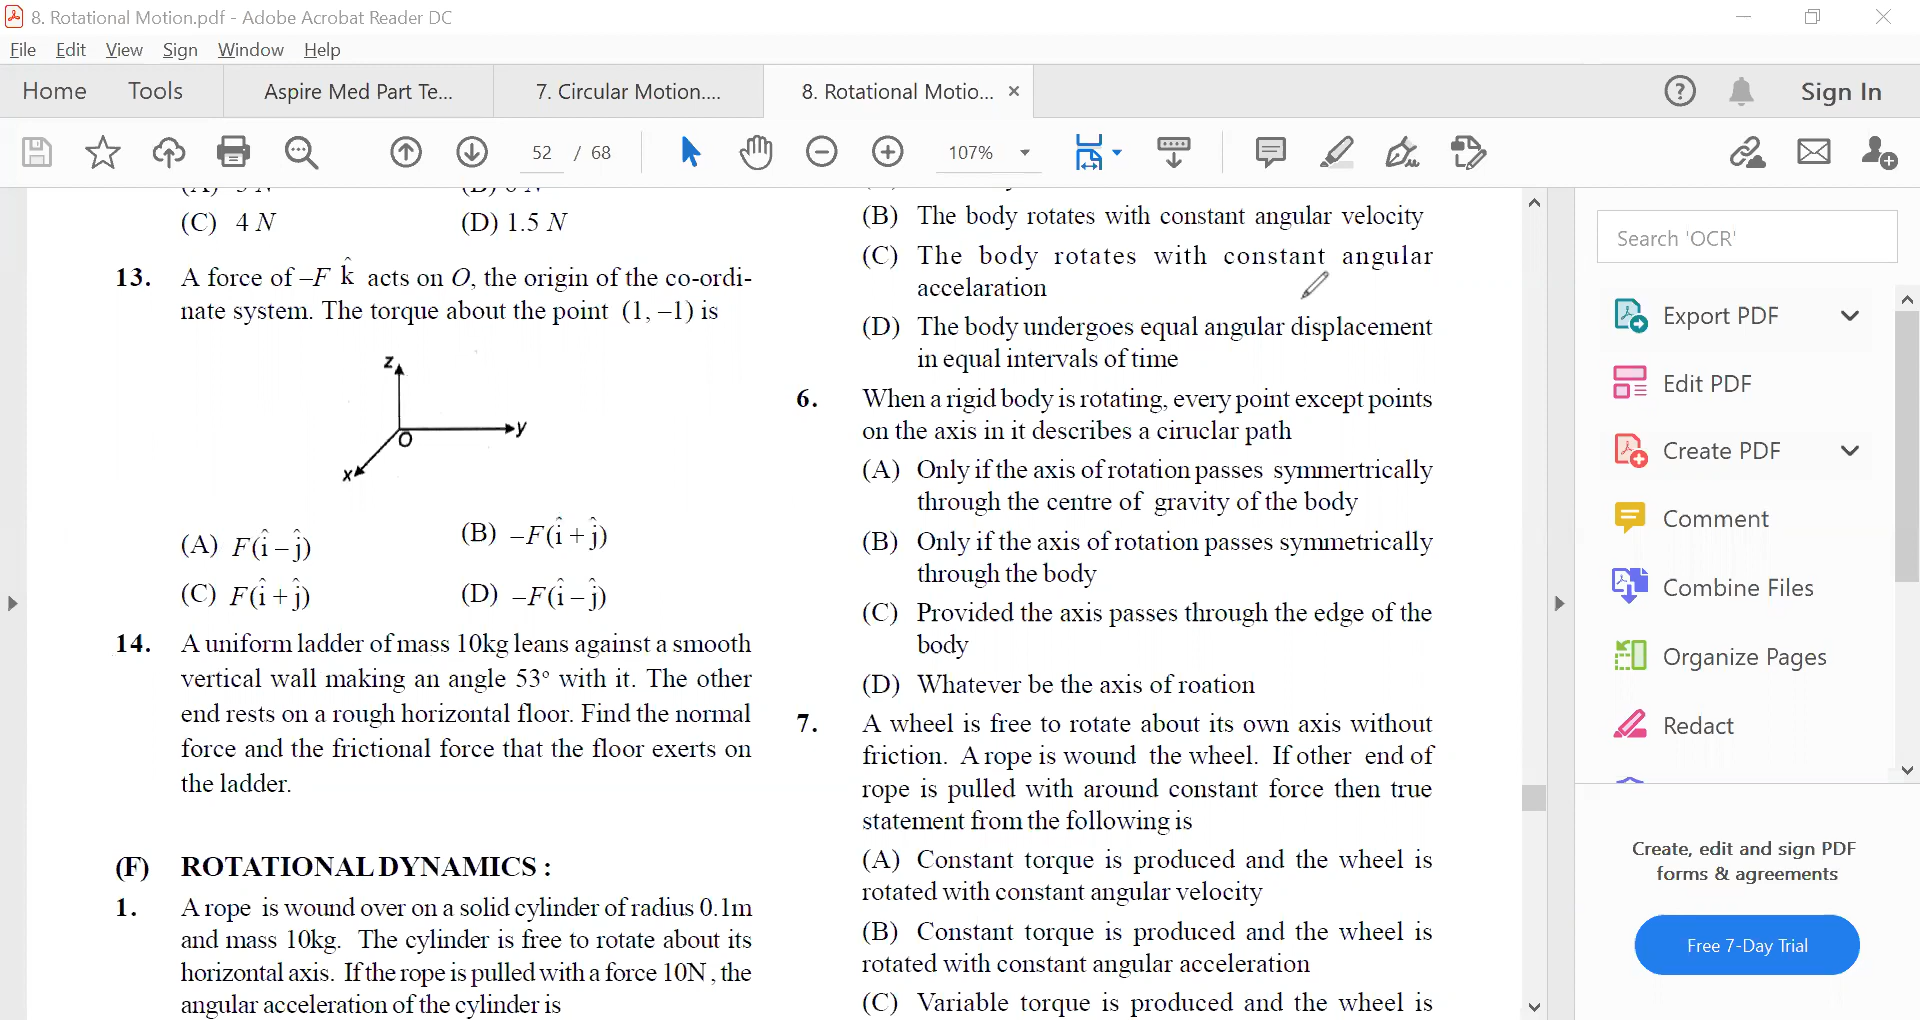 8. Rotational Motion.pdf - Adobe Acrobat Reader DC
File Edit View Sign Window Help
Home Tools Aspire Med Part Te... 7. Circular Motion.... 8. Rotational Motio... × Sign In
52 / 68 107%
(C) 4 N (D) 1.5 N
13. A force of –F k̂ acts on O, the origin of the co-ordi-
nate system. The torque about the point (1, –1) is
z
y
O
x
(A) F(î – ĵ) (B) –F(î + ĵ)
(C) F(î + ĵ) (D) –F(î – ĵ)
14. A uniform ladder of mass 10kg leans against a smooth
vertical wall making an angle 53° with it. The other
end rests on a rough horizontal floor. Find the normal
force and the frictional force that the floor exerts on
the ladder.
(F) ROTATIONAL DYNAMICS :
1. A rope is wound over on a solid cylinder of radius 0.1m
and mass 10kg. The cylinder is free to rotate about its
horizontal axis. If the rope is pulled with a force 10N , the
angular acceleration of the cylinder is
(B) The body rotates with constant angular velocity
(C) The body rotates with constant angular
accelaration
(D) The body undergoes equal angular displacement
in equal intervals of time
6. When a rigid body is rotating, every point except points
on the axis in it describes a ciruclar path
(A) Only if the axis of rotation passes symmertrically
through the centre of gravity of the body
(B) Only if the axis of rotation passes symmetrically
through the body
(C) Provided the axis passes through the edge of the
body
(D) Whatever be the axis of roation
7. A wheel is free to rotate about its own axis without
friction. A rope is wound the wheel. If other end of
rope is pulled with around constant force then true
statement from the following is
(A) Constant torque is produced and the wheel is
rotated with constant angular velocity
(B) Constant torque is produced and the wheel is
rotated with constant angular acceleration
(C) Variable torque is produced and the wheel is
Search 'OCR'
Export PDF
Edit PDF
Create PDF
Comment
Combine Files
Organize Pages
Redact
Create, edit and sign PDF
forms & agreements
Free 7-Day Trial